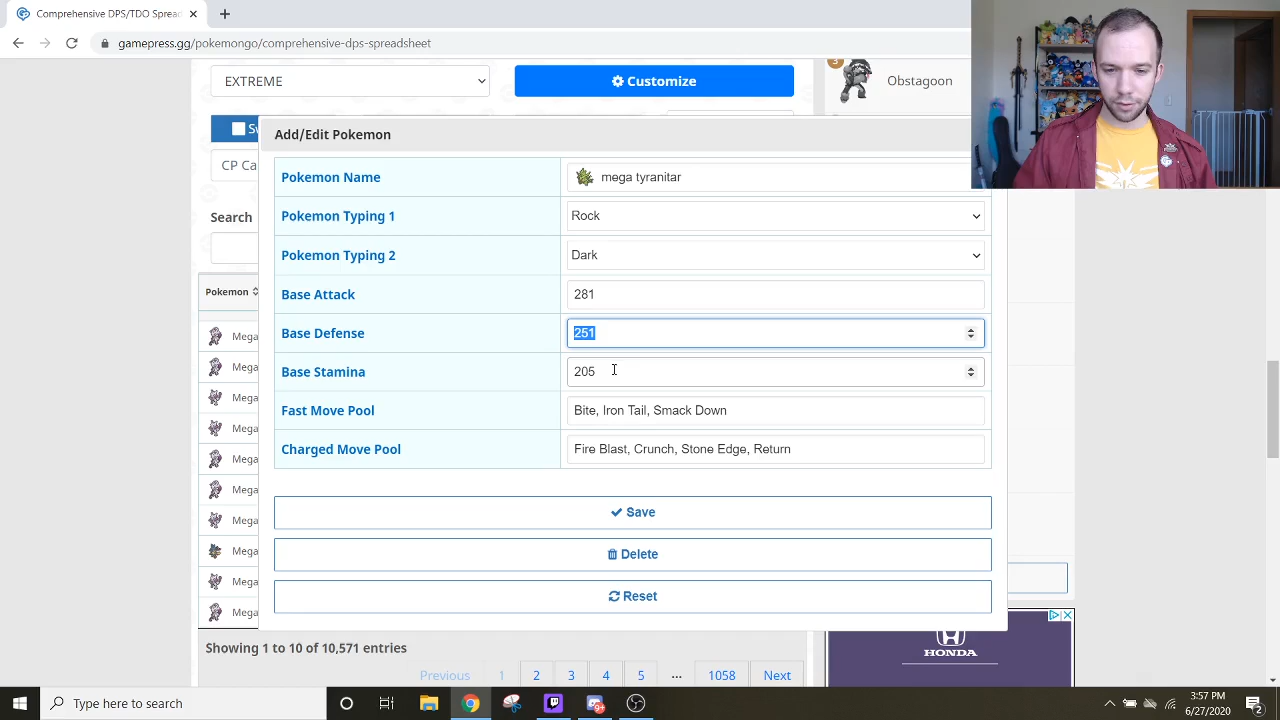 Comprehensive DPS/TDO Sprea
gamepress.gg/pokemongo/comprehensive-dps-spreadsheet
EXTREME
Customize
3
Obstagoon
Add/Edit Pokemon
CP Ca
Pokemon Name
mega tyranitar
Pokemon Typing 1
Rock
Search
Pokemon Typing 2
Dark
Pokemon
Base Attack
281
Base Defense
251
Mega
Base Stamina
205
Mega
Fast Move Pool
Bite, Iron Tail, Smack Down
Mega
Mega
Charged Move Pool
Fire Blast, Crunch, Stone Edge, Return
Mega
Mega
Save
Mega
Delete
Mega
Mega
Reset
Mega
Showing 1 to 10 of 10,571 entries
HONDA
Previous 1 2 3 4 5 ... 1058 Next
Type here to search
3:57 PM
6/27/2020
2